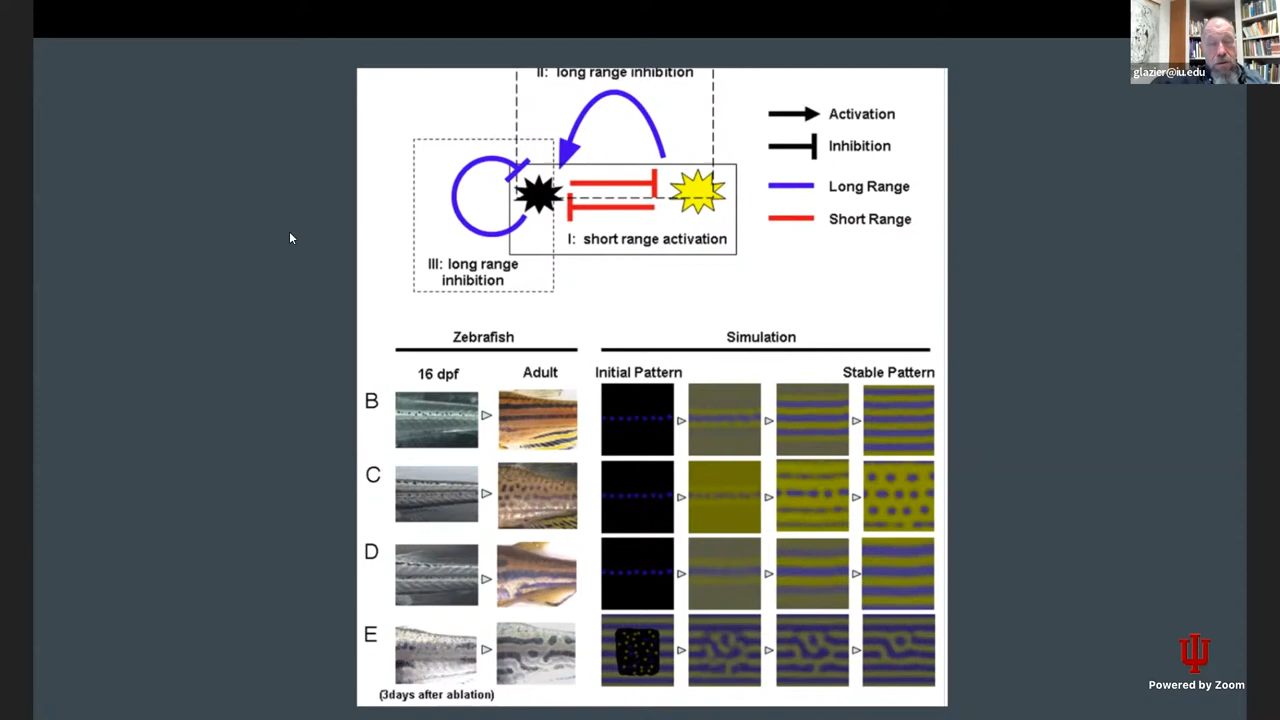 glazier@iu.edu
II: long range inhibition
Activation
Inhibition
Long Range
Short Range
I: short range activation
III: long range
inhibition
Zebrafish
Simulation
16 dpf
Adult
Initial Pattern
Stable Pattern
B
C
D
E
(3days after ablation)
Powered by Zoom